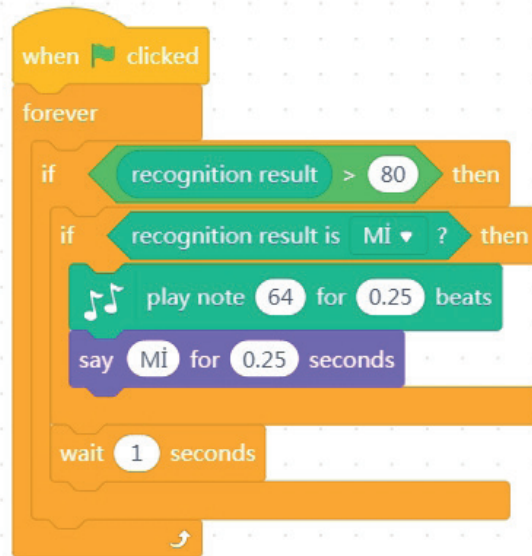 when clicked
forever
if recognition result > 80 then
if recognition result is Mİ ? then
play note 64 for 0.25 beats
say Mİ for 0.25 seconds
wait 1 seconds